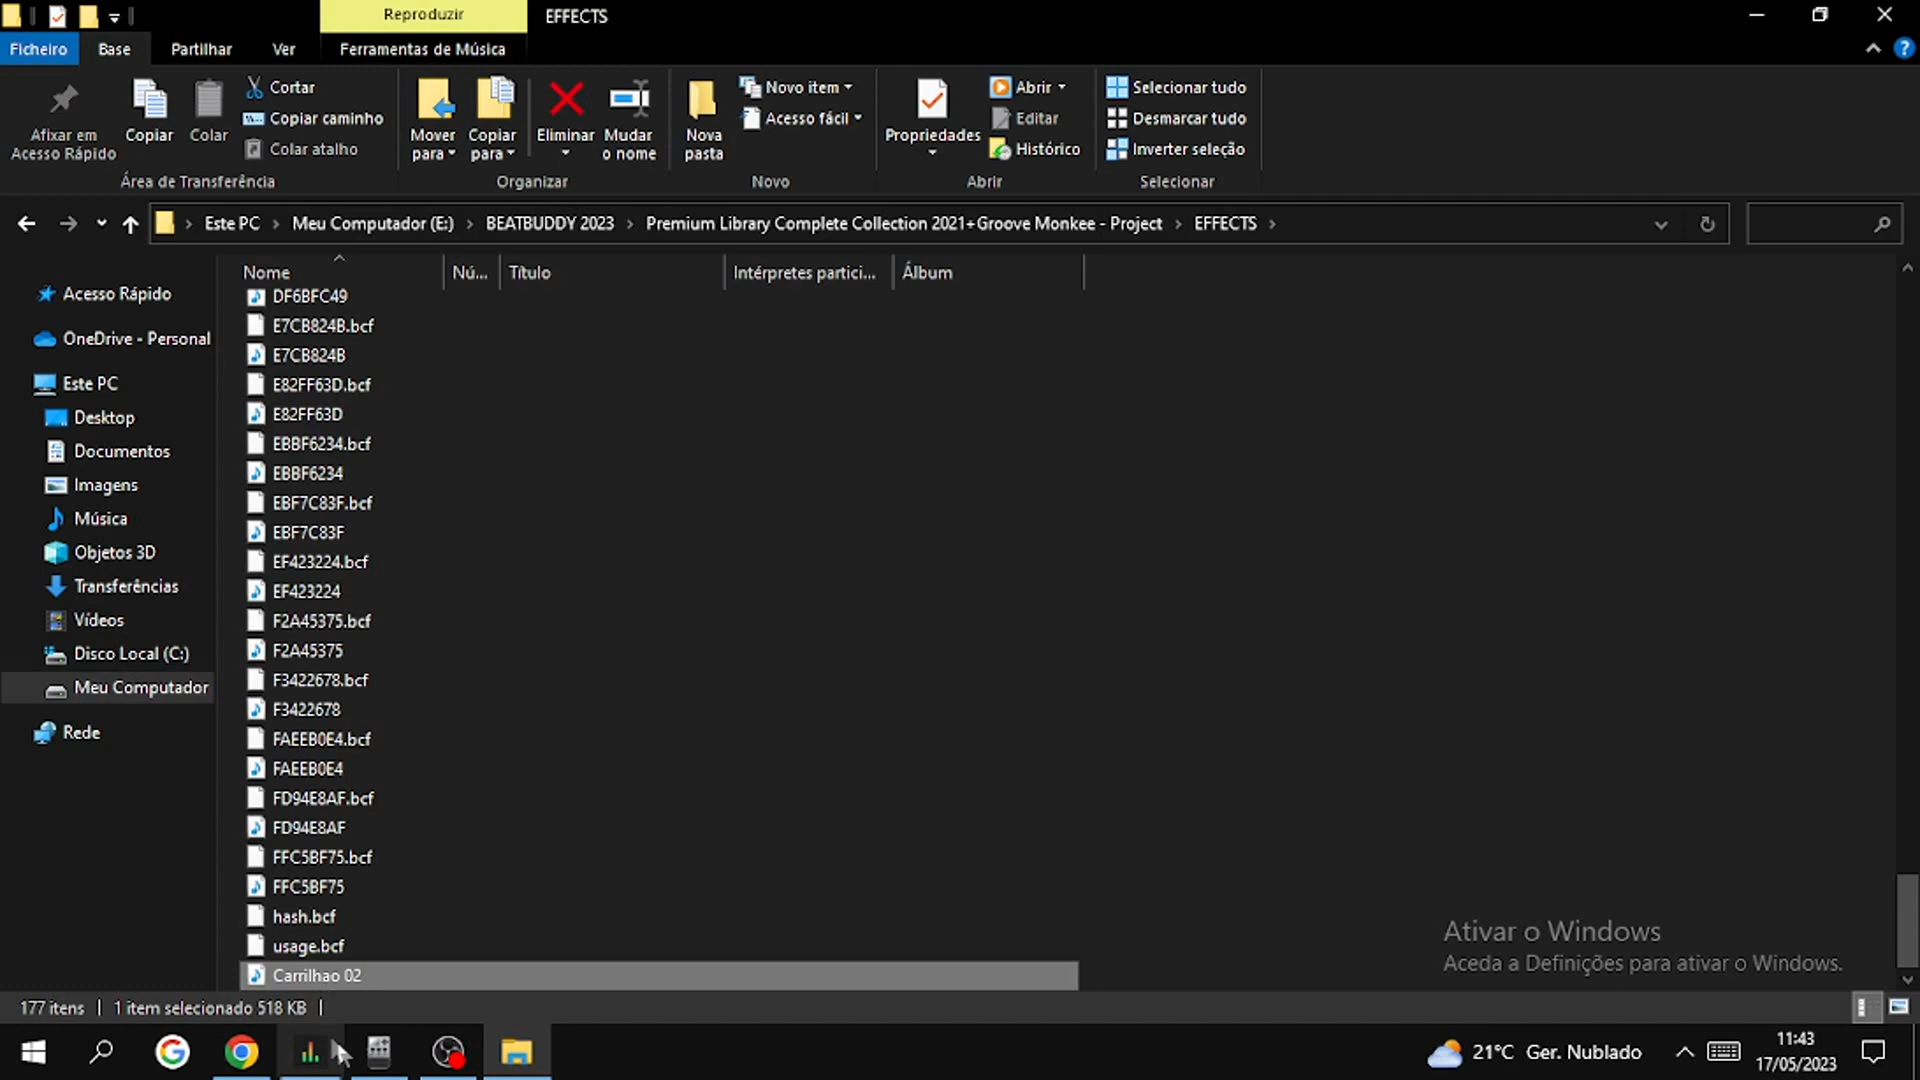 Reproduzir
EFFECTS
Ficheiro
Base
Partilhar
Ver
Ferramentas de Música
Afixar em
Acesso Rápido
Copiar
Colar
Cortar
Copiar caminho
Colar atalho
Área de Transferência
Mover
para
Copiar
para
Eliminar
Mudar
o nome
Organizar
Nova
pasta
Novo item
Acesso fácil
Novo
Propriedades
Abrir
Editar
Histórico
Abrir
Selecionar tudo
Desmarcar tudo
Inverter seleção
Selecionar
Este PC
Meu Computador (E:)
BEATBUDDY 2023
Premium Library Complete Collection 2021+Groove Monkee - Project
EFFECTS
Acesso Rápido
OneDrive - Personal
Este PC
Desktop
Documentos
Imagens
Música
Objetos 3D
Transferências
Vídeos
Disco Local (C:)
Meu Computador
Rede
Nome
Nú...
Título
Intérpretes partici...
Álbum
DF6BFC49
E7CB824B.bcf
E7CB824B
E82FF63D.bcf
E82FF63D
EBBF6234.bcf
EBBF6234
EBF7C83F.bcf
EBF7C83F
EF423224.bcf
EF423224
F2A45375.bcf
F2A45375
F3422678.bcf
F3422678
FAEEB0E4.bcf
FAEEB0E4
FD94E8AF.bcf
FD94E8AF
FFC5BF75.bcf
FFC5BF75
hash.bcf
usage.bcf
Carrilhao 02
Ativar o Windows
Aceda a Definições para ativar o Windows.
177 itens
1 item selecionado 518 KB
21°C Ger. Nublado
11:43
17/05/2023